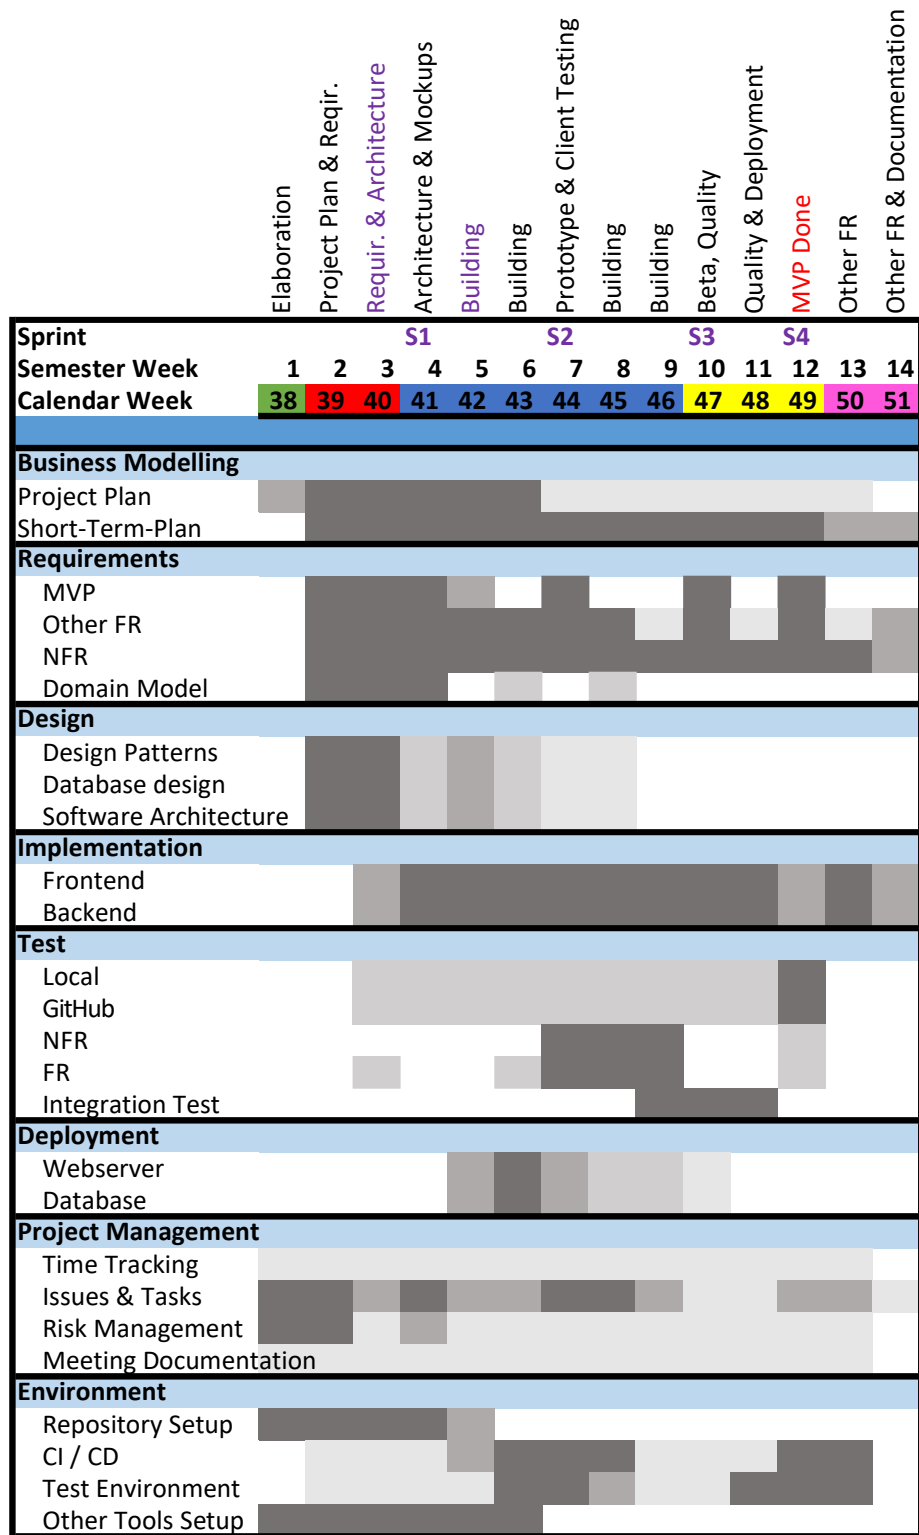 Elaboration
Project Plan & Reqir.
Requir. & Architecture
Architecture & Mockups
Building
Building
Prototype & Client Testing
Building
Building
Beta, Quality
Quality & Deployment
MVP Done
Other FR
Other FR & Documentation
Sprint S1 S2 S3 S4
Semester Week 1 2 3 4 5 6 7 8 9 10 11 12 13 14
Calendar Week 38 39 40 41 42 43 44 45 46 47 48 49 50 51
Business Modelling
Project Plan
Short-Term-Plan
Requirements
MVP
Other FR
NFR
Domain Model
Design
Design Patterns
Database design
Software Architecture
Implementation
Frontend
Backend
Test
Local
GitHub
NFR
FR
Integration Test
Deployment
Webserver
Database
Project Management
Time Tracking
Issues & Tasks
Risk Management
Meeting Documentation
Environment
Repository Setup
CI / CD
Test Environment
Other Tools Setup